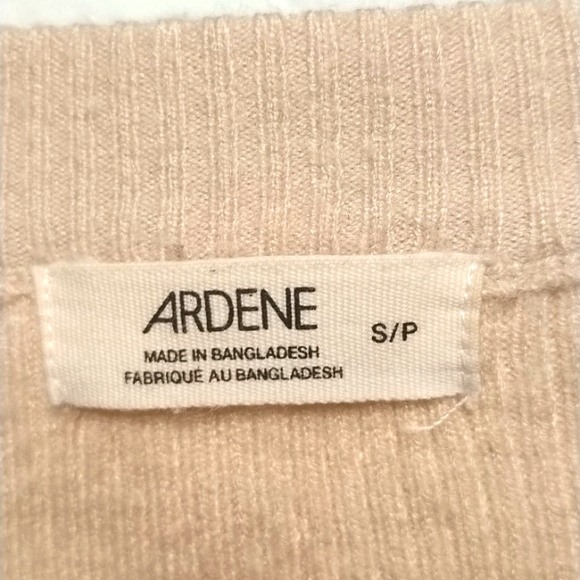 ARDENE
S/P
MADE IN BANGLADESH
FABRIQUÉ AU BANGLADESH